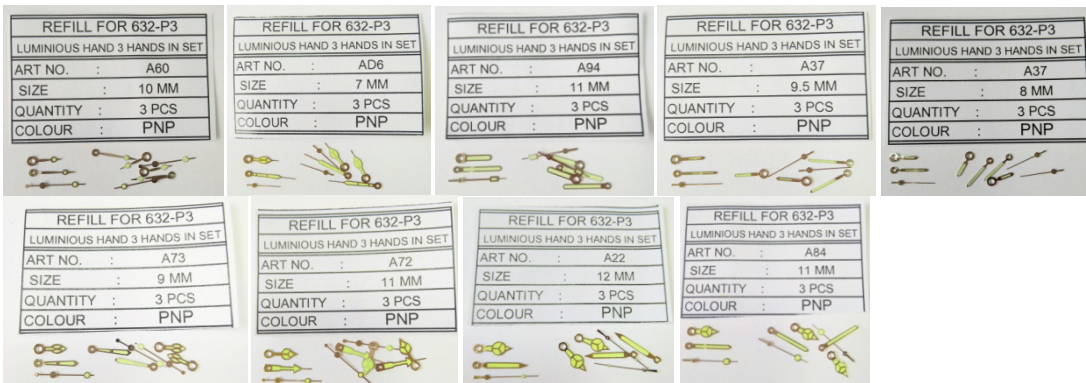 REFILL FOR 632-P3
LUMINIOUS HAND 3 HANDS IN SET
ART NO. : A60
SIZE : 10 MM
QUANTITY : 3 PCS
COLOUR : PNP
REFILL FOR 632-P3
LUMINIOUS HAND 3 HANDS IN SET
ART NO. : AD6
SIZE : 7 MM
QUANTITY : 3 PCS
COLOUR : PNP
REFILL FOR 632-P3
LUMINIOUS HAND 3 HANDS IN SET
ART NO. : A94
SIZE : 11 MM
QUANTITY : 3 PCS
COLOUR : PNP
REFILL FOR 632-P3
LUMINIOUS HAND 3 HANDS IN SET
ART NO. : A37
SIZE : 9.5 MM
QUANTITY : 3 PCS
COLOUR : PNP
REFILL FOR 632-P3
LUMINIOUS HAND 3 HANDS IN SET
ART NO. : A37
SIZE : 8 MM
QUANTITY : 3 PCS
COLOUR : PNP
REFILL FOR 632-P3
LUMINIOUS HAND 3 HANDS IN SET
ART NO. : A73
SIZE : 9 MM
QUANTITY : 3 PCS
COLOUR : PNP
REFILL FOR 632-P3
LUMINIOUS HAND 3 HANDS IN SET
ART NO. : A72
SIZE : 11 MM
QUANTITY : 3 PCS
COLOUR : PNP
REFILL FOR 632-P3
LUMINIOUS HAND 3 HANDS IN SET
ART NO. : A22
SIZE : 12 MM
QUANTITY : 3 PCS
COLOUR : PNP
REFILL FOR 632-P3
LUMINIOUS HAND 3 HANDS IN SET
ART NO. : A84
SIZE : 11 MM
QUANTITY : 3 PCS
COLOUR : PNP